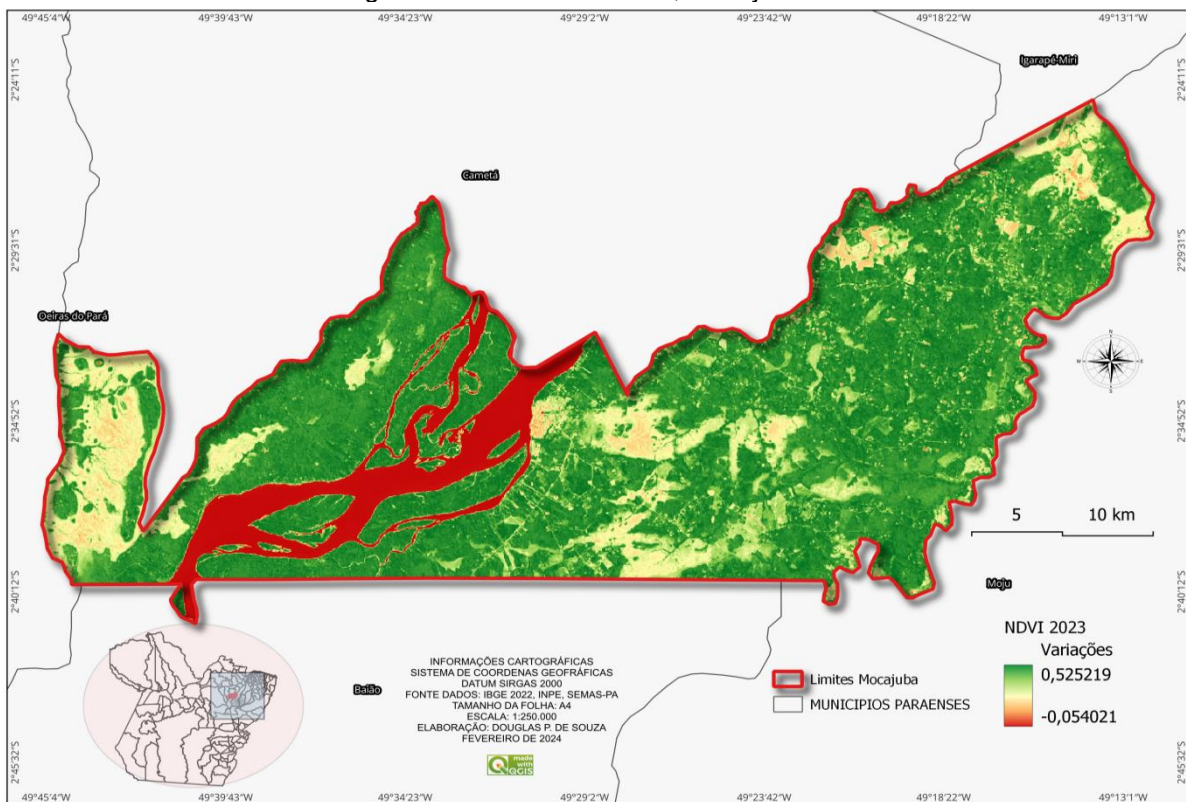 49°45'4"W 49°39'43"W 49°34'23"W 49°29'2"W 49°23'42"W 49°18'22"W 49°13'1"W
2°24'11"S 2°24'11"S
Igarapé-Miri
Cametá
2°29'31"S 2°29'31"S
Oeiras do Pará
N
W E
S
2°34'52"S 2°34'52"S
5 10 km
2°40'12"S 2°40'12"S
Moju
NDVI 2023
Variações
0,525219
-0,054021
Limites Mocajuba
MUNICIPIOS PARAENSES
Baião
INFORMAÇÕES CARTOGRÁFICAS
SISTEMA DE COORDENAS GEOFRÁFICAS
DATUM SIRGAS 2000
FONTE DADOS: IBGE 2022, INPE, SEMAS-PA
TAMANHO DA FOLHA: A4
ESCALA: 1:250.000
ELABORAÇÃO: DOUGLAS P. DE SOUZA
FEVEREIRO DE 2024
made
with
QGIS
2°45'32"S 2°45'32"S
49°45'4"W 49°39'43"W 49°34'23"W 49°29'2"W 49°23'42"W 49°18'22"W 49°13'1"W